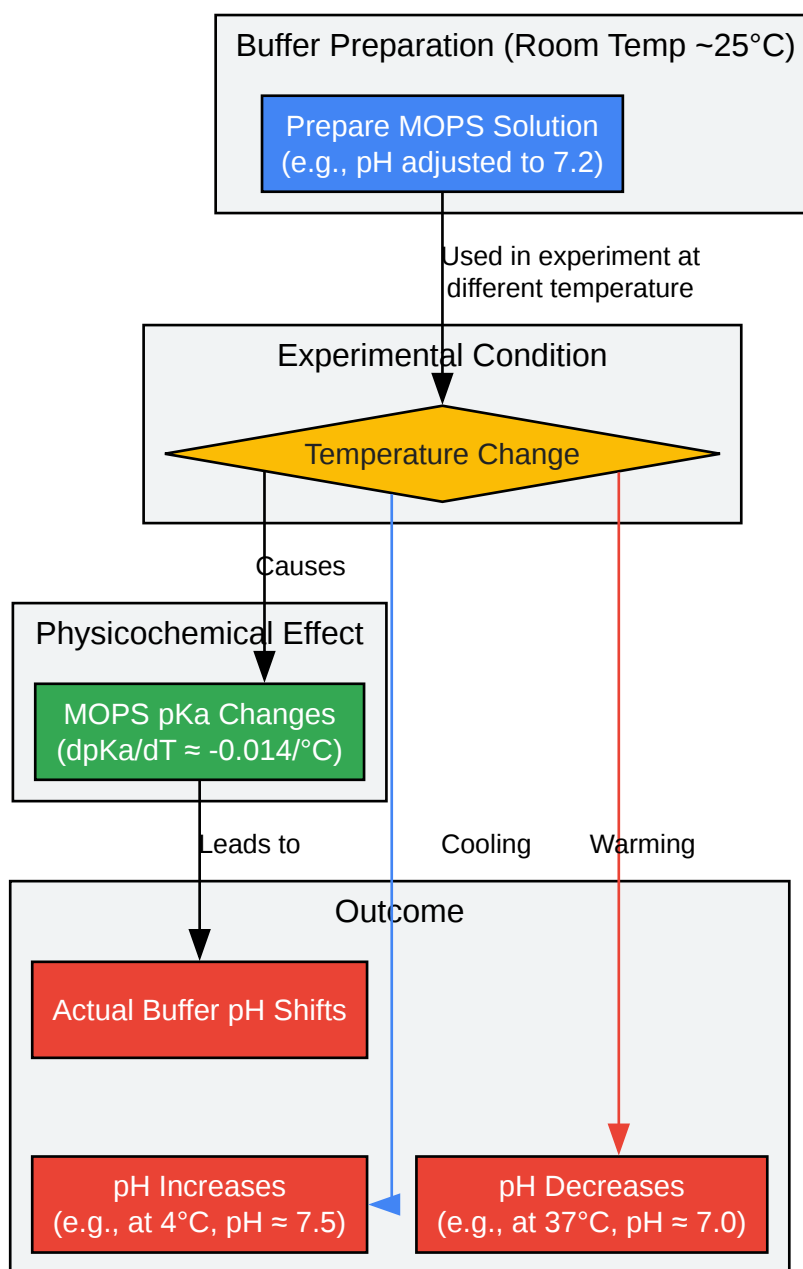 Buffer Preparation (Room Temp ~25°C)
Prepare MOPS Solution
(e.g., pH adjusted to 7.2)
Used in experiment at
different temperature
Experimental Condition
Temperature Change
Causes
Physicochemical Effect
MOPS pKa Changes
(dpKa/dT ≈ -0.014/°C)
Leads to
Cooling
Warming
Outcome
Actual Buffer pH Shifts
pH Increases
(e.g., at 4°C, pH ≈ 7.5)
pH Decreases
(e.g., at 37°C, pH ≈ 7.0)